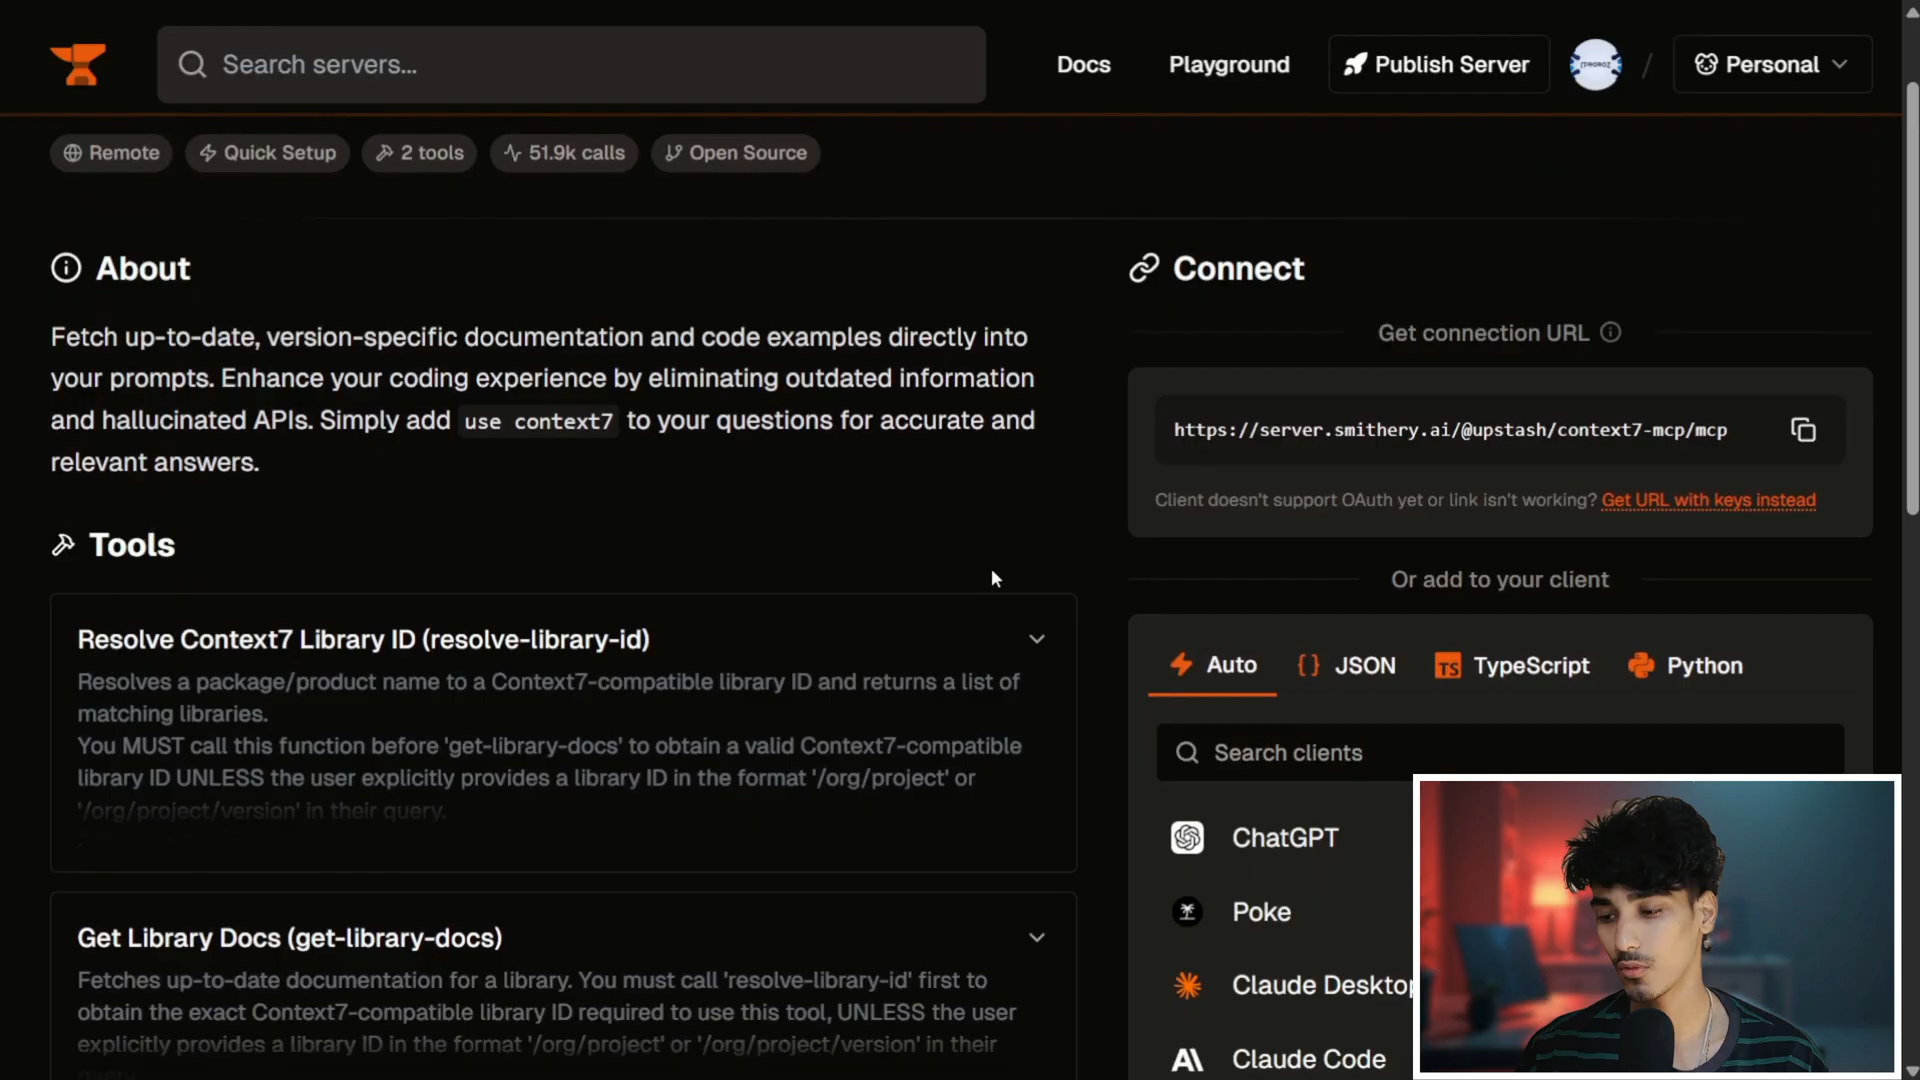 Search servers...
Docs
Playground
Publish Server
Personal
Remote
Quick Setup
2 tools
51.9k calls
Open Source
About
Fetch up-to-date, version-specific documentation and code examples directly into
your prompts. Enhance your coding experience by eliminating outdated information
and hallucinated APIs. Simply add use context7 to your questions for accurate and
relevant answers.
Tools
Resolve Context7 Library ID (resolve-library-id)
Resolves a package/product name to a Context7-compatible library ID and returns a list of
matching libraries.
You MUST call this function before 'get-library-docs' to obtain a valid Context7-compatible
library ID UNLESS the user explicitly provides a library ID in the format '/org/project' or
'/org/project/version' in their query.
Get Library Docs (get-library-docs)
Fetches up-to-date documentation for a library. You must call 'resolve-library-id' first to
obtain the exact Context7-compatible library ID required to use this tool, UNLESS the user
explicitly provides a library ID in the format '/org/project' or '/org/project/version' in their
query.
Connect
Get connection URL
https://server.smithery.ai/@upstash/context7-mcp/mcp
Client doesn't support OAuth yet or link isn't working? Get URL with keys instead
Or add to your client
Auto
{} JSON
TS TypeScript
Python
Search clients
ChatGPT
Poke
Claude Desktop
Claude Code